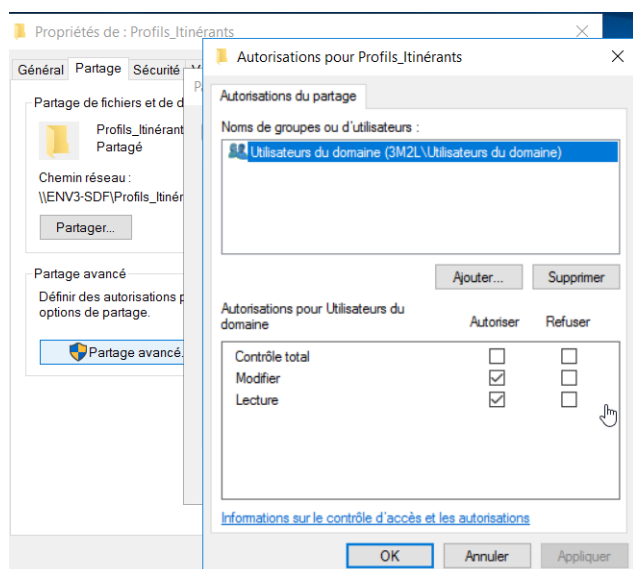 Propriétés de : Profils_Itinérants
Général Partage Sécurité
Partage de fichiers et de d
Profils_Itinérant
Partagé
Chemin réseau :
\\ENV3-SDF\Profils_Itinér
Partager...
Partage avancé
Définir des autorisations p
options de partage.
Partage avancé.
Autorisations pour Profils_Itinérants
Autorisations du partage
Noms de groupes ou d'utilisateurs :
Utilisateurs du domaine (3M2L\Utilisateurs du domaine)
Ajouter... Supprimer
Autorisations pour Utilisateurs du
domaine Autoriser Refuser
Contrôle total
Modifier
Lecture
Informations sur le contrôle d'accès et les autorisations
OK Annuler Appliquer